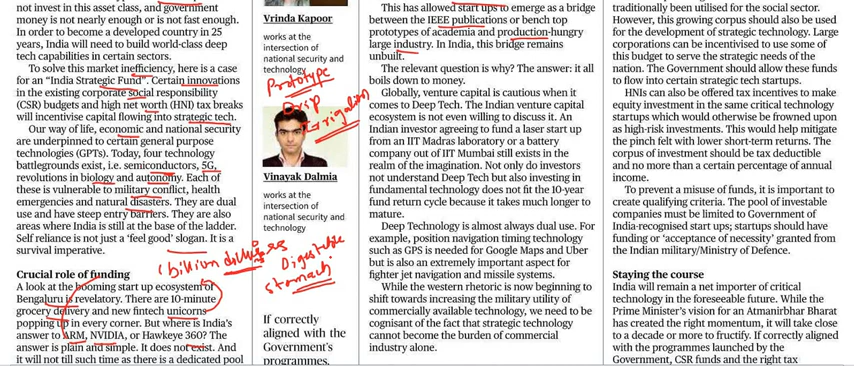 not invest in this asset class, and government
money is not nearly enough or is not fast enough.
In order to become a developed country in 25
years, India will need to build world-class deep
tech capabilities in certain sectors.
To solve this market inefficiency, here is a case
for an “India Strategic Fund”. Certain innovations
in the existing corporate social responsibility
(CSR) budgets and high net worth (HNI) tax breaks
will incentivise capital flowing into strategic tech.
Our way of life, economic and national security
are underpinned to certain general purpose
technologies (GPTs). Today, four technology
battlegrounds exist, i.e. semiconductors, 5G,
revolutions in biology and autonomy. Each of
these is vulnerable to military conflict, health
emergencies and natural disasters. They are dual
use and have steep entry barriers. They are also
areas where India is still at the base of the ladder.
Self reliance is not just a ‘feel good’ slogan. It is a
survival imperative.
Crucial role of funding
A look at the booming start up ecosystem of
Bengaluru is revelatory. There are 10-minute
grocery delivery and new fintech unicorns
popping up in every corner. But where is India’s
answer to ARM, NVIDIA, or Hawkeye 360? The
answer is plain and simple. It does not exist. And
it will not till such time as there is a dedicated pool
Vrinda Kapoor
works at the
intersection of
national security and
technology
Prototype
Drip
Irrigation
Vinayak Dalmia
works at the
intersection of
national security and
technology
1 billion
Digestible
stomach
If correctly
aligned with the
Government’s
programmes,
This has allowed start ups to emerge as a bridge
between the IEEE publications or bench top
prototypes of academia and production-hungry
large industry. In India, this bridge remains
unbuilt.
The relevant question is why? The answer: it all
boils down to money.
Globally, venture capital is cautious when it
comes to Deep Tech. The Indian venture capital
ecosystem is not even willing to discuss it. An
Indian investor agreeing to fund a laser start up
from an IIT Madras laboratory or a battery
company out of IIT Mumbai still exists in the
realm of the imagination. Not only do investors
not understand Deep Tech but also investing in
fundamental technology does not fit the 10-year
fund return cycle because it takes much longer to
mature.
Deep Technology is almost always dual use. For
example, position navigation timing technology
such as GPS is needed for Google Maps and Uber
but is also an extremely important aspect for
fighter jet navigation and missile systems.
While the western rhetoric is now beginning to
shift towards increasing the military utility of
commercially available technology, we need to be
cognisant of the fact that strategic technology
cannot become the burden of commercial
industry alone.
traditionally been utilised for the social sector.
However, this growing corpus should also be used
for the development of strategic technology. Large
corporations can be incentivised to use some of
this budget to serve the strategic needs of the
nation. The Government should allow these funds
to flow into certain strategic tech startups.
HNIs can also be offered tax incentives to make
equity investment in the same critical technology
startups which would otherwise be frowned upon
as high-risk investments. This would help mitigate
the pinch felt with lower short-term returns. The
corpus of investment should be tax deductible
and no more than a certain percentage of annual
income.
To prevent a misuse of funds, it is important to
create qualifying criteria. The pool of investable
companies must be limited to Government of
India-recognised start ups; startups should have
funding or ‘acceptance of necessity’ granted from
the Indian military/Ministry of Defence.
Staying the course
India will remain a net importer of critical
technology in the foreseeable future. While the
Prime Minister’s vision for an Atmanirbhar Bharat
has created the right momentum, it will take close
to a decade or more to fructify. If correctly aligned
with the programmes launched by the
Government, CSR funds and the right tax